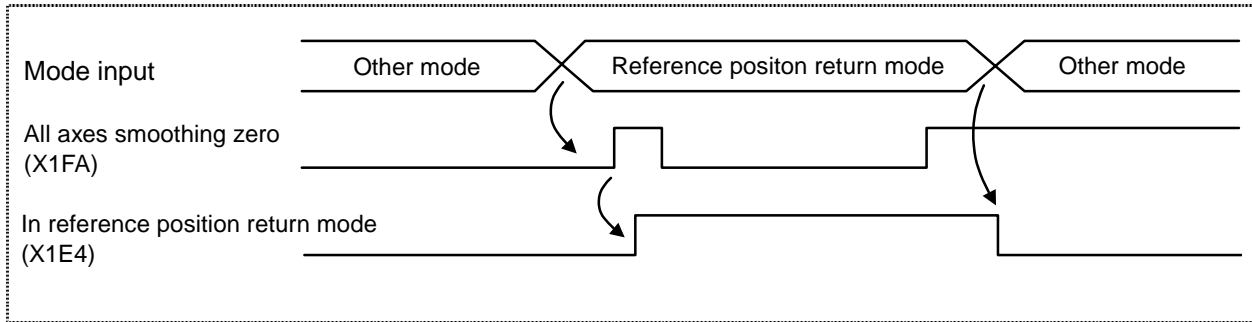 Mode input
Other mode
Reference positon return mode
Other mode
All axes smoothing zero
(X1FA)
In reference position return mode
(X1E4)